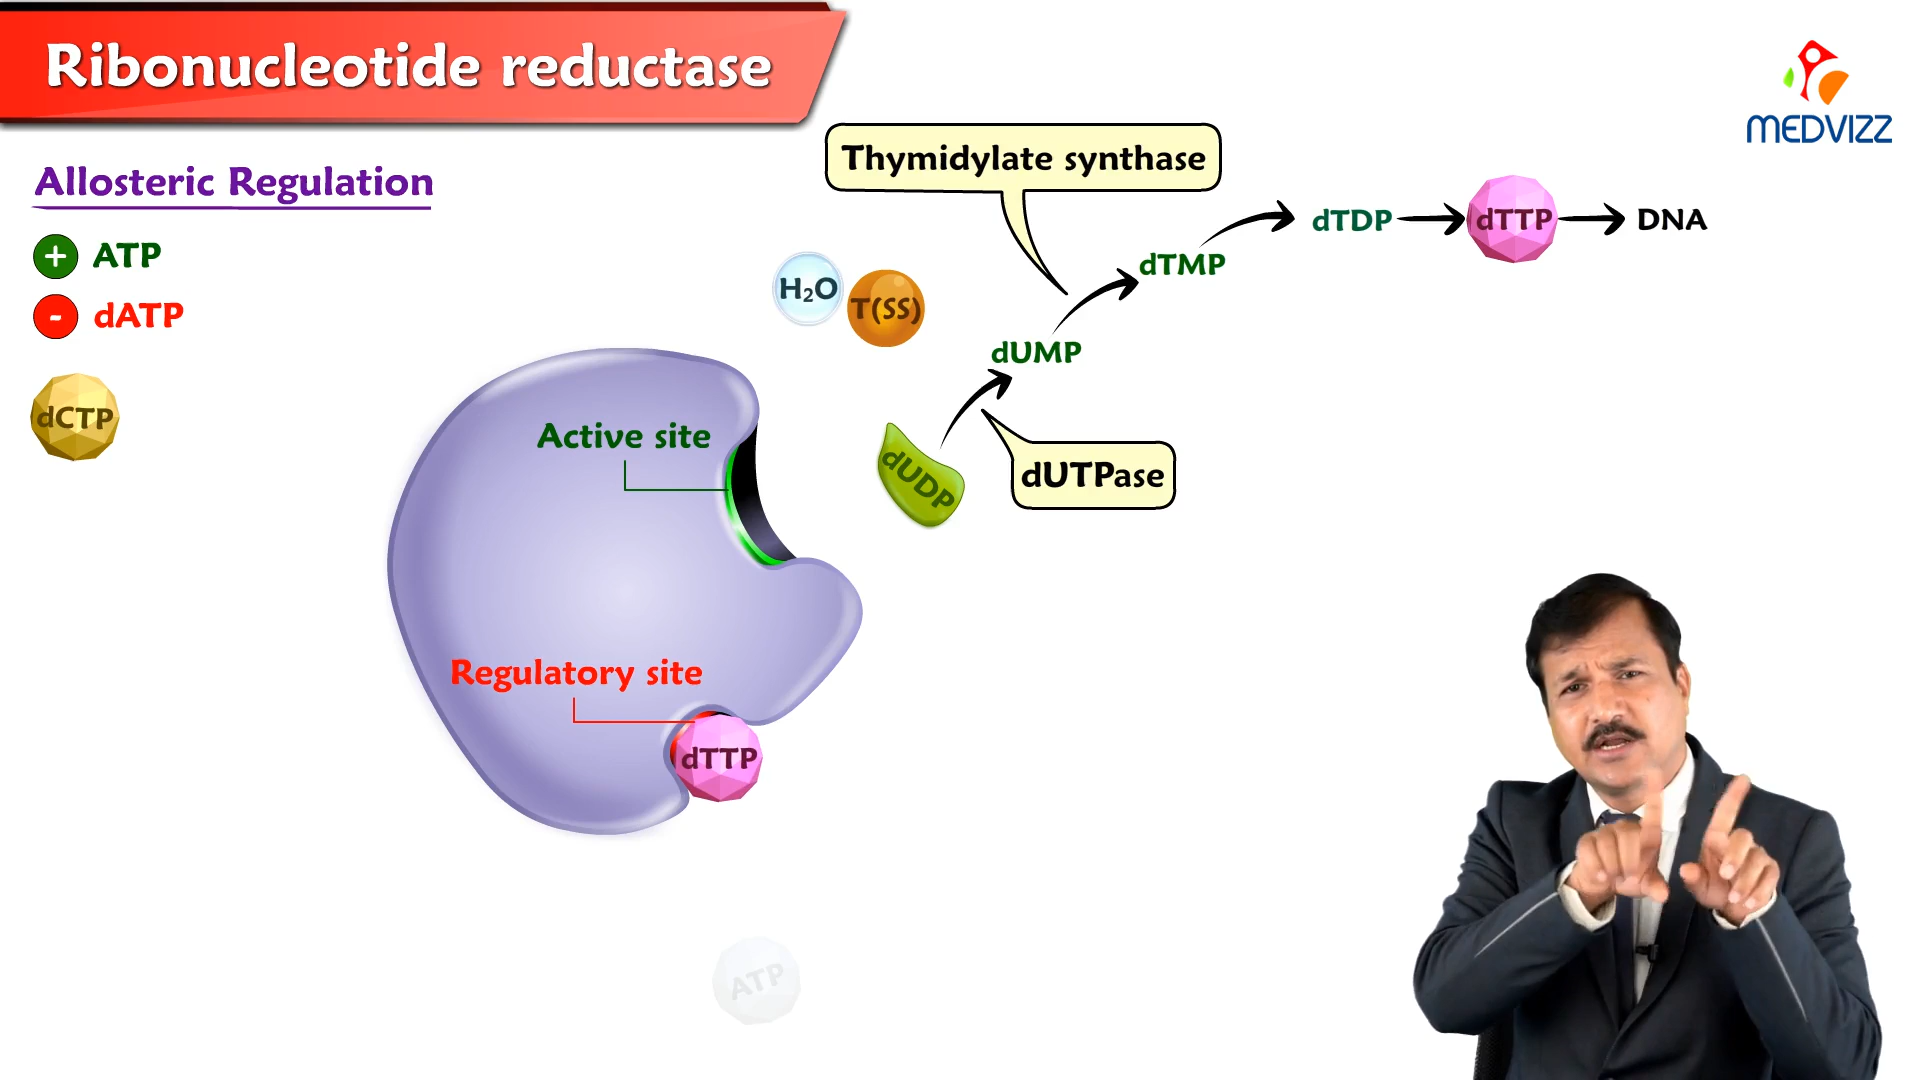 Ribonucleotide reductase
MEDVIZZ
Allosteric Regulation
+ ATP
- dATP
dCTP
Thymidylate synthase
dTDP
dTTP
DNA
dTMP
H₂O
T(SS)
dUMP
Active site
dUDP
dUTPase
Regulatory site
dTTP
ATP